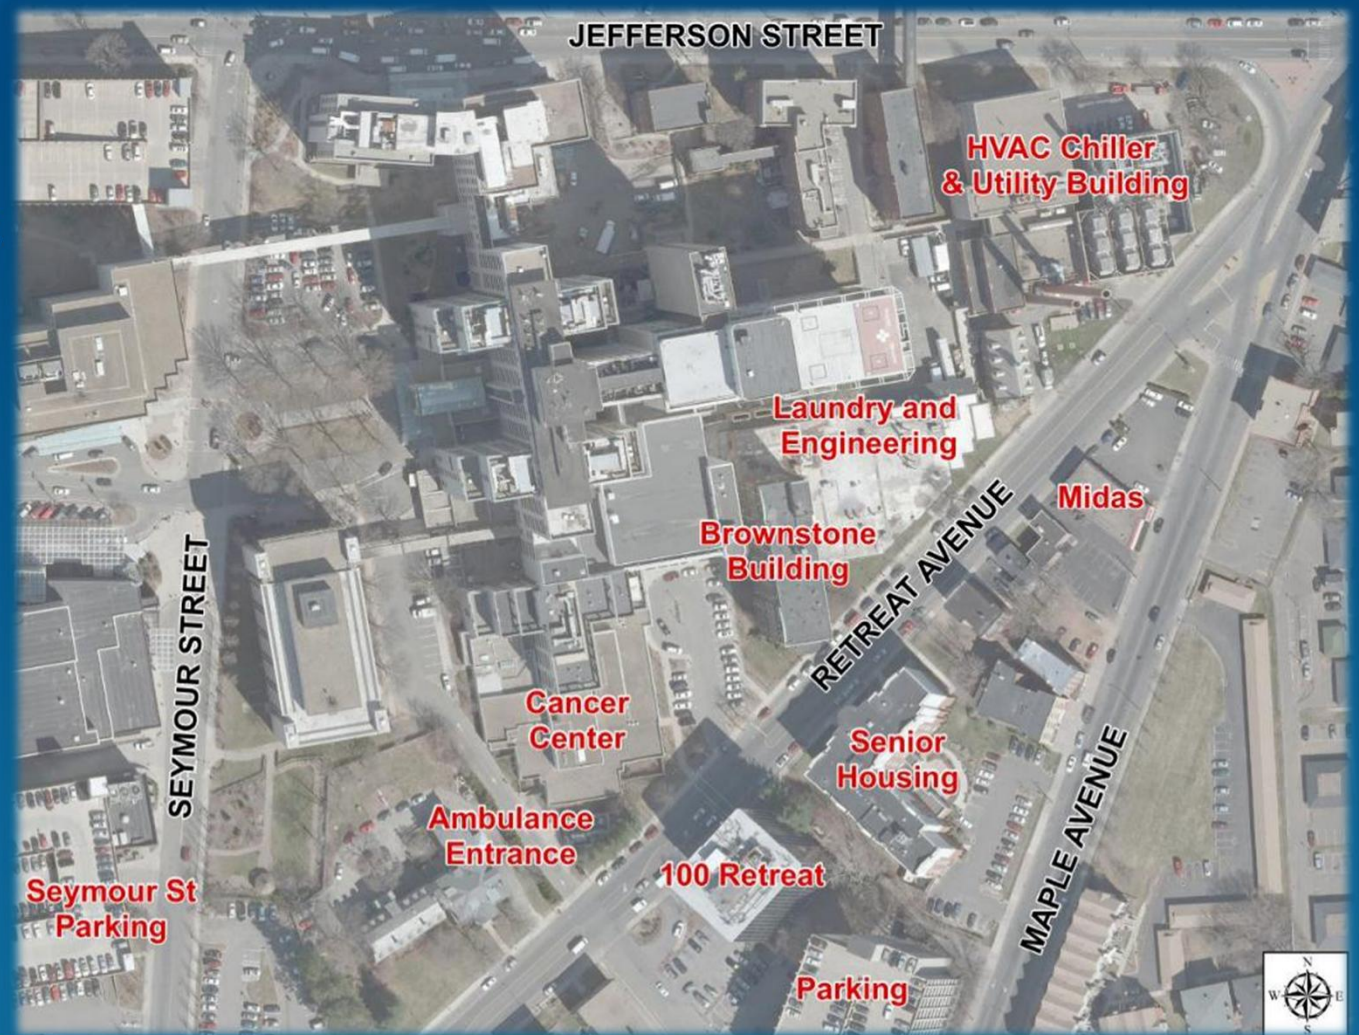 JEFFERSON STREET
HVAC Chiller
& Utility Building
Laundry and
Engineering
Midas
RETREAT AVENUE
Brownstone
Building
SEYMOUR STREET
Cancer
Center
Senior
Housing
MAPLE AVENUE
Ambulance
Entrance
100 Retreat
Seymour St
Parking
Parking
N
W E
S